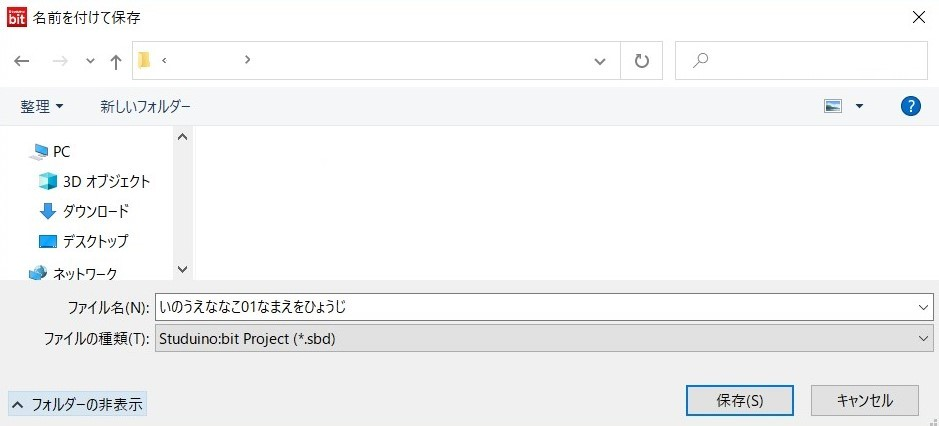 bit 名前を付けて保存
整理 新しいフォルダー
PC
3D オブジェクト
ダウンロード
デスクトップ
ネットワーク
ファイル名(N): いのうえななこ01なまえをひょうじ
ファイルの種類(T): Studuino:bit Project (*.sbd)
フォルダーの非表示 保存(S) キャンセル